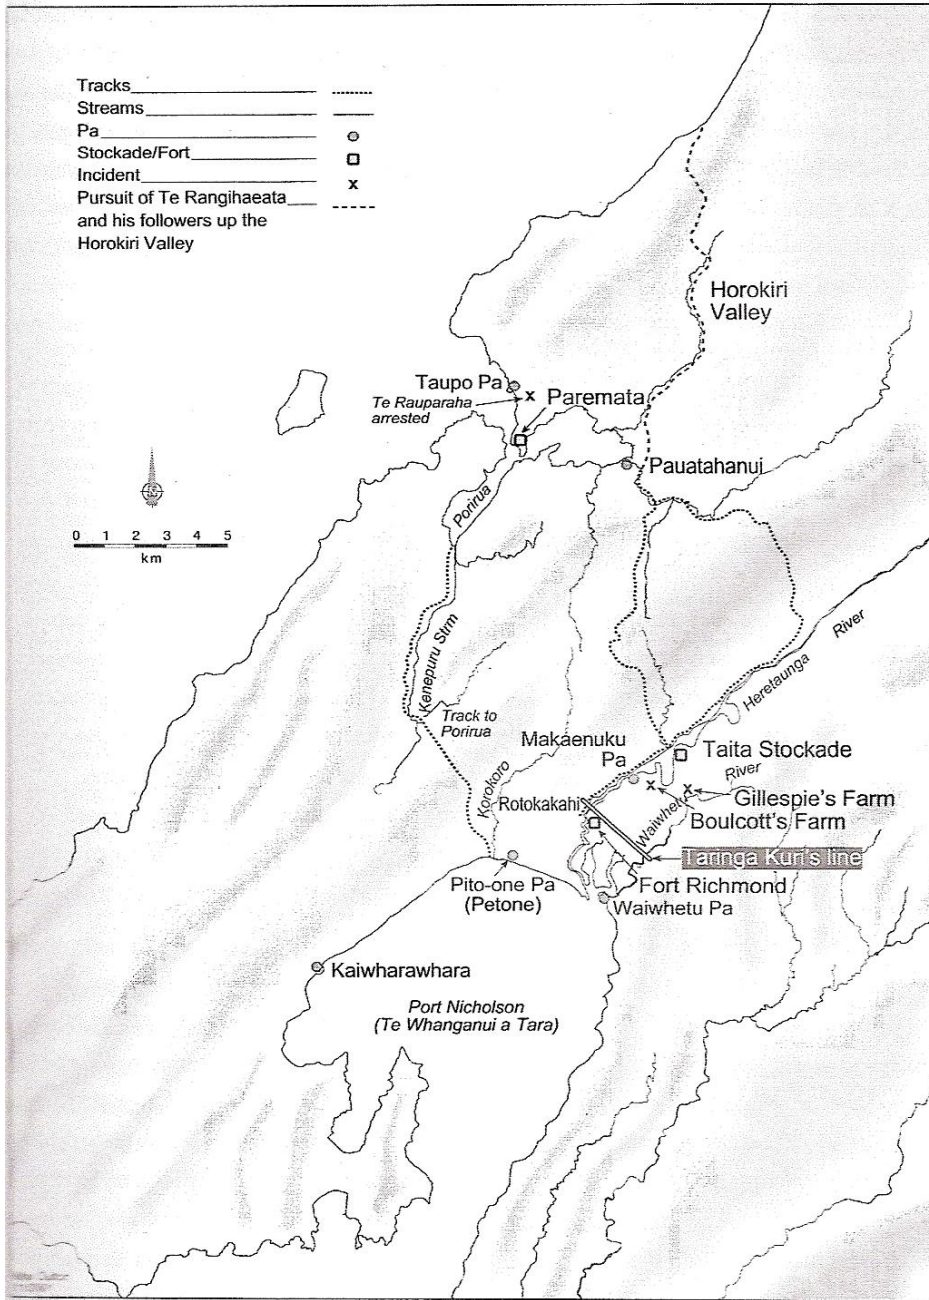 Tracks
Streams
Pa
Stockade/Fort
Incident
Pursuit of Te Rangihaeata
and his followers up the
Horokiri Valley
Horokiri
Valley
Taupo Pa
Te Rauparaha
arrested
Paremata
Pauatahanui
Porirua
0 1 2 3 4 5
km
Kenepuru Strm
Track to
Porirua
River
Heretaunga
Makaenuku
Pa
Taita Stockade
River
Korokoro
Rotokakahi
Waiwhetu
Gillespie's Farm
Boulcott's Farm
Taringa Kuri's line
Pito-one Pa
(Petone)
Fort Richmond
Waiwhetu Pa
Kaiwharawhara
Port Nicholson
(Te Whanganui a Tara)